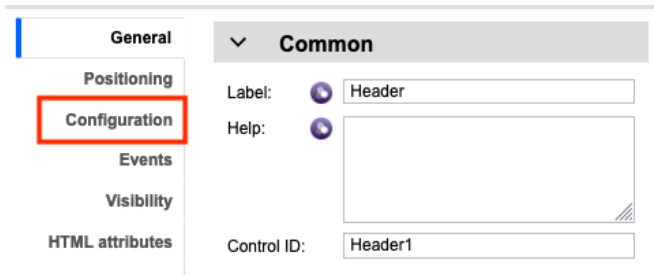 General
Positioning
Configuration
Events
Visibility
HTML attributes
Common
Label:
Header
Help:
Control ID:
Header1